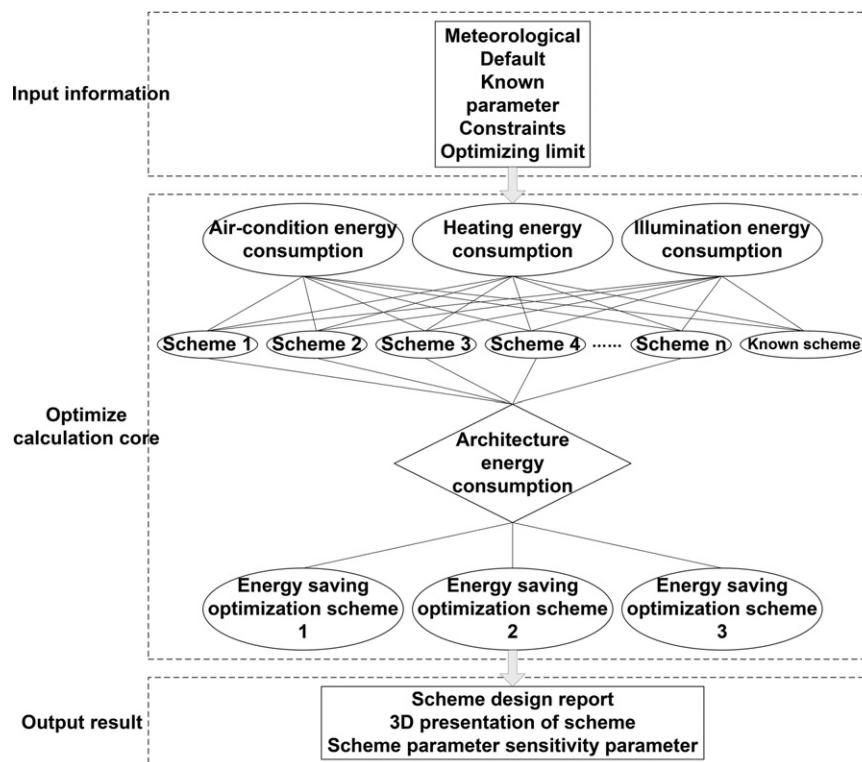 Input information
Meteorological
Default
Known
parameter
Constraints
Optimizing limit
Optimize
calculation core
Air-condition energy
consumption
Heating energy
consumption
Illumination energy
consumption
Scheme 1
Scheme 2
Scheme 3
Scheme 4
......
Scheme n
Known scheme
Architecture
energy
consumption
Energy saving
optimization scheme
1
Energy saving
optimization scheme
2
Energy saving
optimization scheme
3
Output result
Scheme design report
3D presentation of scheme
Scheme parameter sensitivity parameter